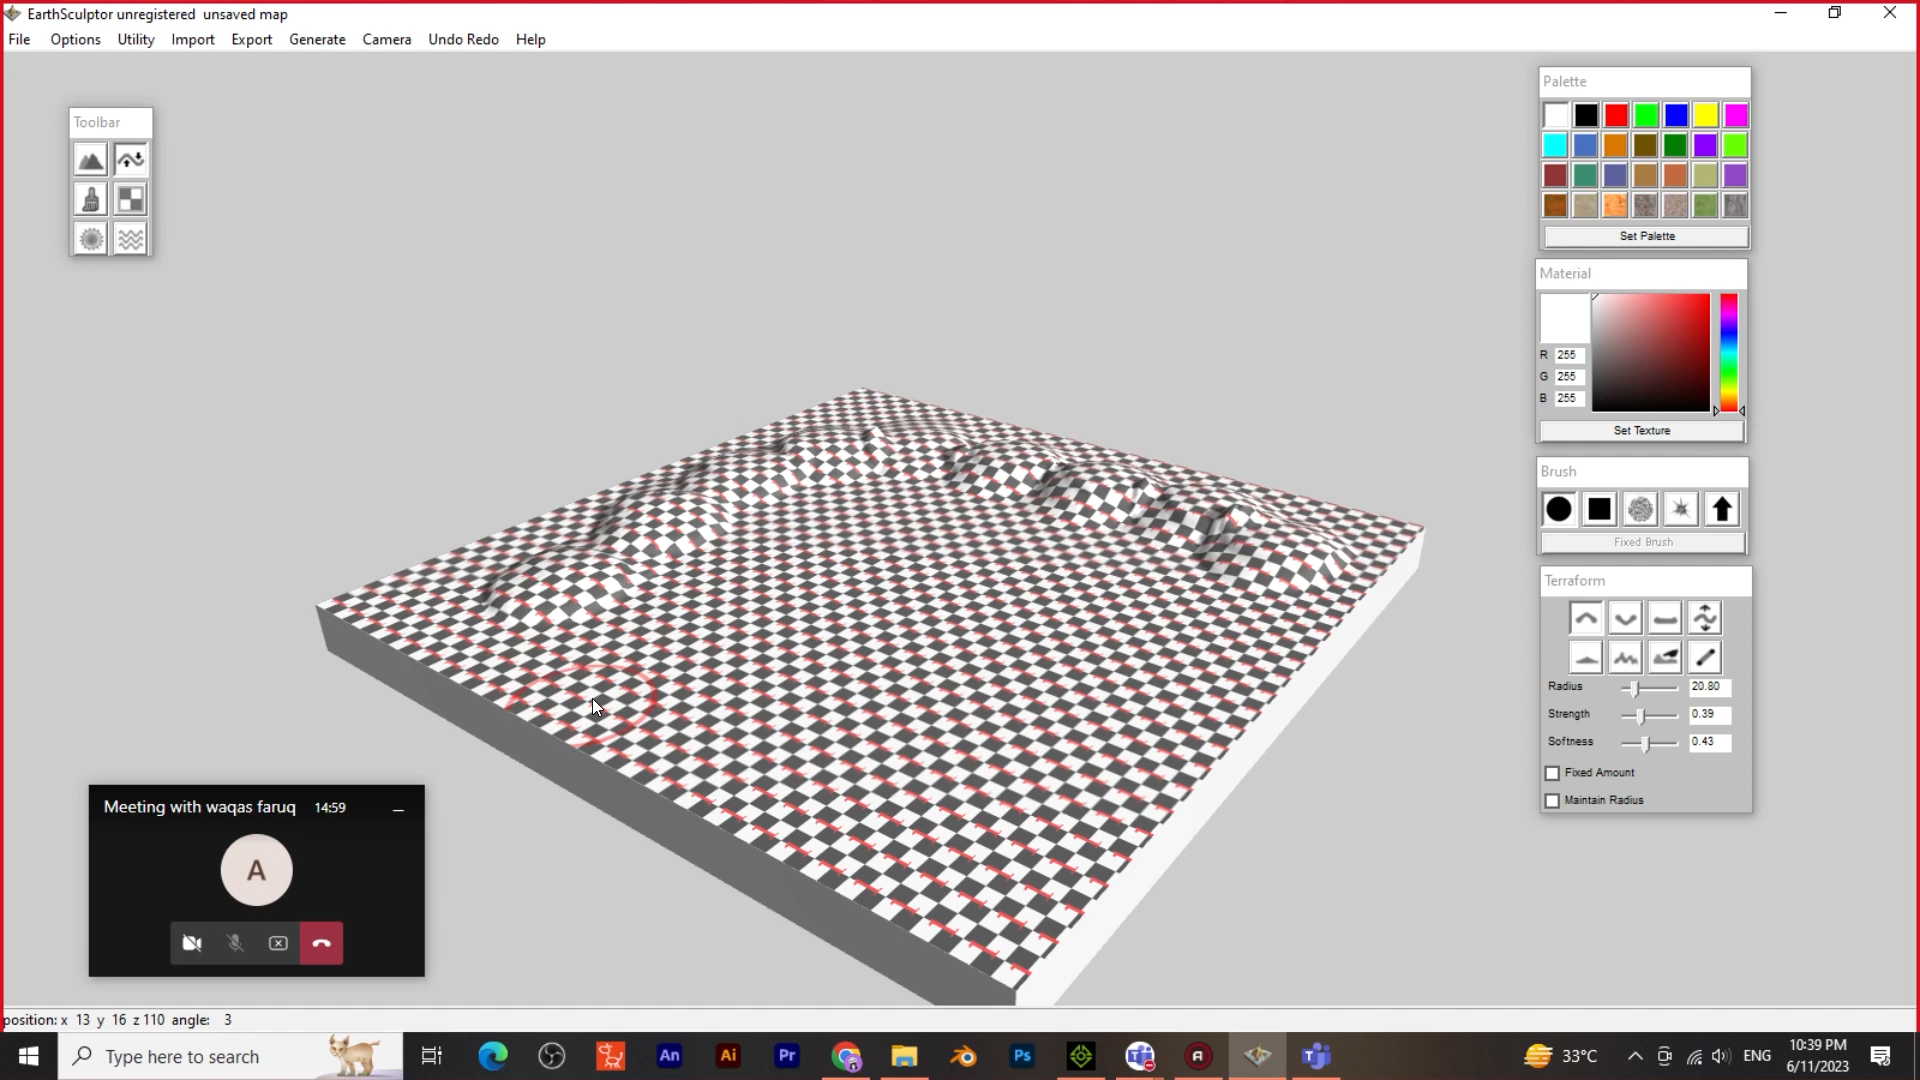 EarthSculptor unregistered unsaved map
File Options Utility Import Export Generate Camera Undo Redo Help
Toolbar
Palette
Set Palette
Material
R 255
G 255
B 255
Set Texture
Brush
Fixed Brush
Terraform
Radius 20.80
Strength 0.39
Softness 0.43
Fixed Amount
Maintain Radius
Meeting with waqas faruq 14:59
A
position: x 13 y 16 z 110 angle: 3
Type here to search
An
Ai
Pr
Ps
33°C
ENG
10:39 PM
6/11/2023